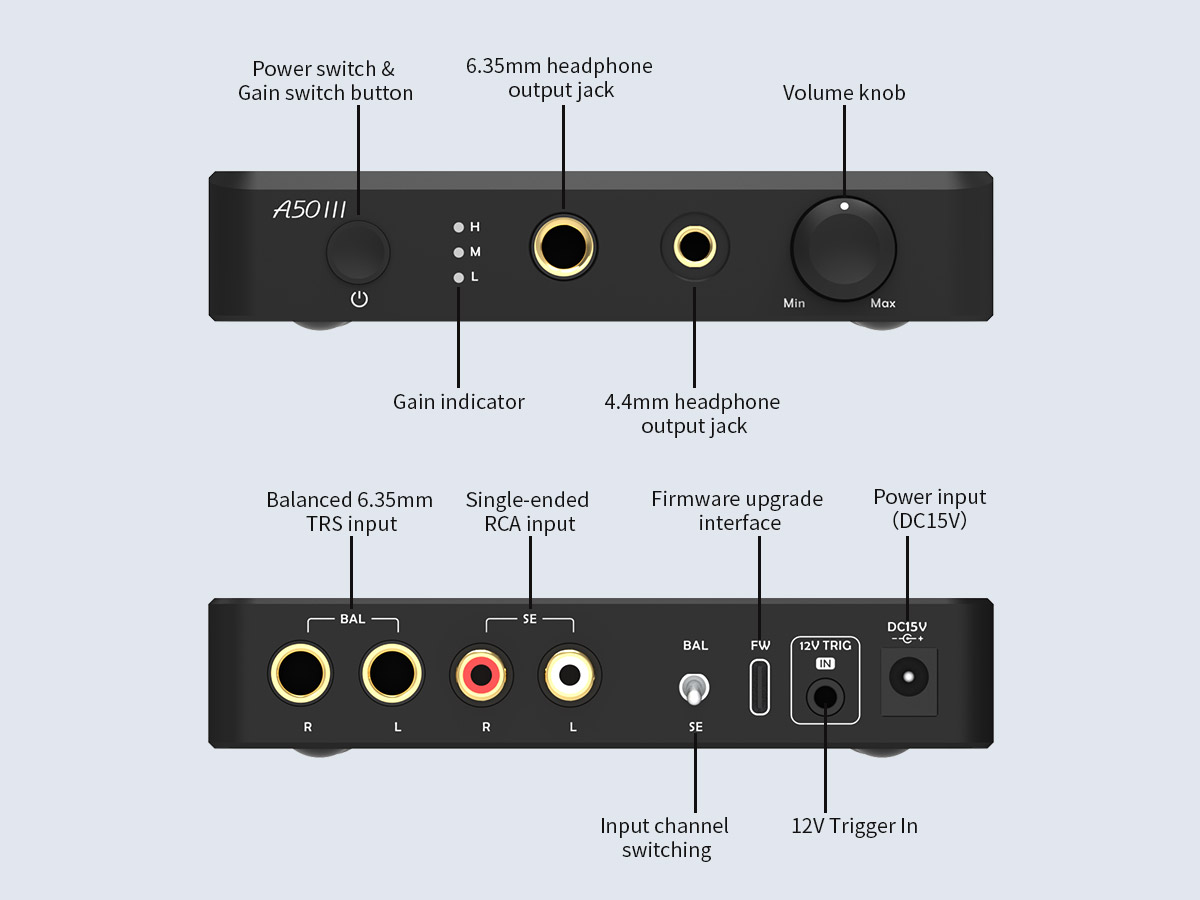 Power switch &
Gain switch button
6.35mm headphone
output jack
Volume knob
A50III
H
M
L
Min
Max
Gain indicator
4.4mm headphone
output jack
Balanced 6.35mm
TRS input
Single-ended
RCA input
Firmware upgrade
interface
Power input
(DC15V)
BAL
SE
BAL
FW
12V TRIG
IN
DC15V
R
L
R
L
SE
Input channel
switching
12V Trigger In